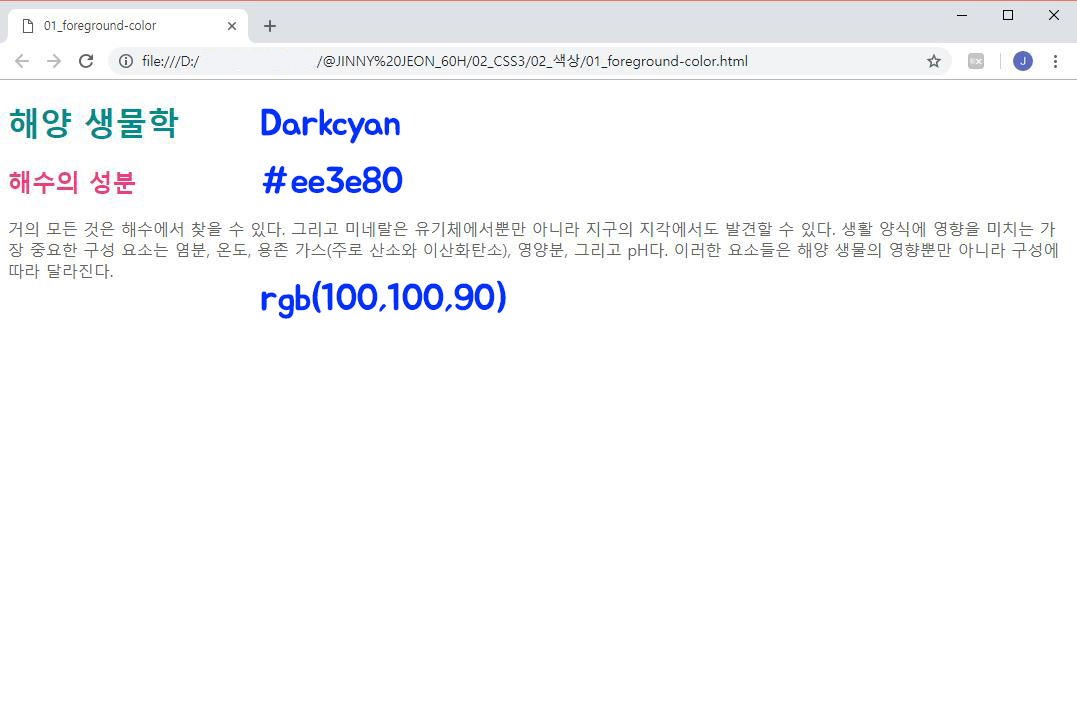 01_foreground-color
file:///D:/ /@JINNY%20JEON_60H/02_CSS3/02_색상/01_foreground-color.html
J
해양 생물학 Darkcyan
해수의 성분 #ee3e80
거의 모든 것은 해수에서 찾을 수 있다. 그리고 미네랄은 유기체에서뿐만 아니라 지구의 지각에서도 발견할 수 있다. 생활 양식에 영향을 미치는 가
장 중요한 구성 요소는 염분, 온도, 용존 가스(주로 산소와 이산화탄소), 영양분, 그리고 pH다. 이러한 요소들은 해양 생물의 영향뿐만 아니라 구성에
따라 달라진다.
rgb(100,100,90)